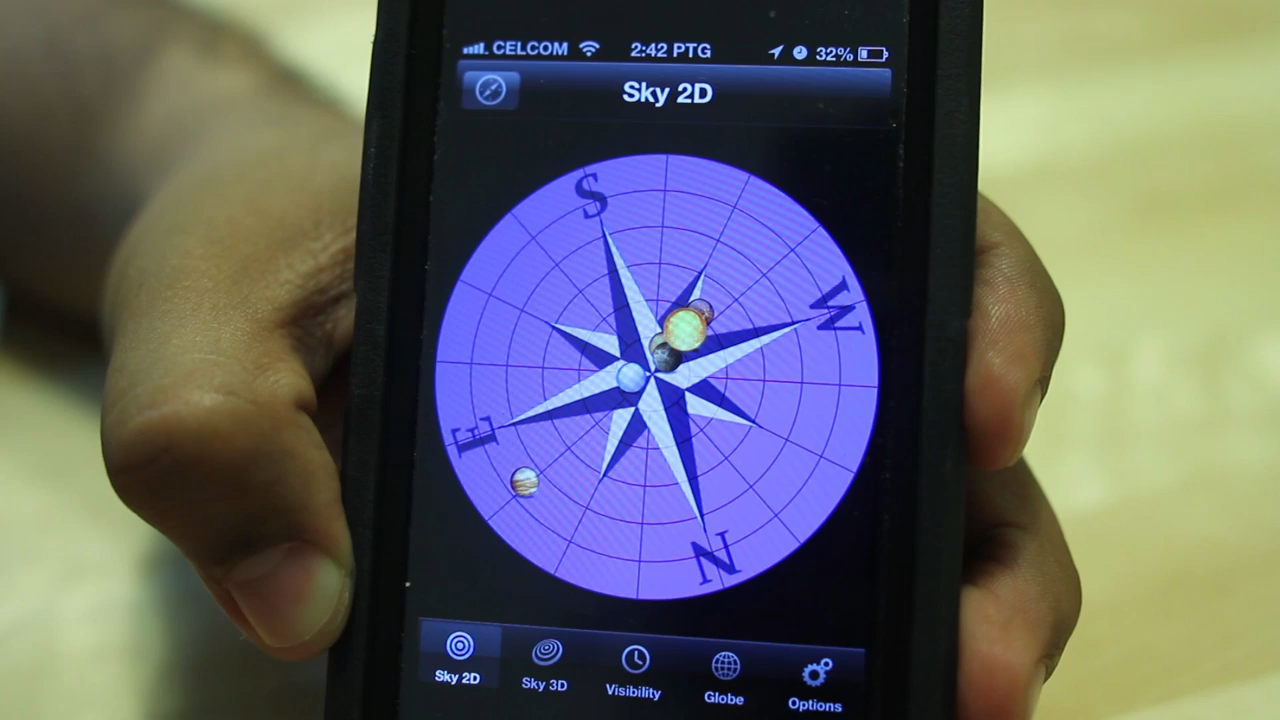 CELCOM 2:42 PTG 32%
Sky 2D
S
W
E
N
Sky 2D Sky 3D Visibility Globe Options